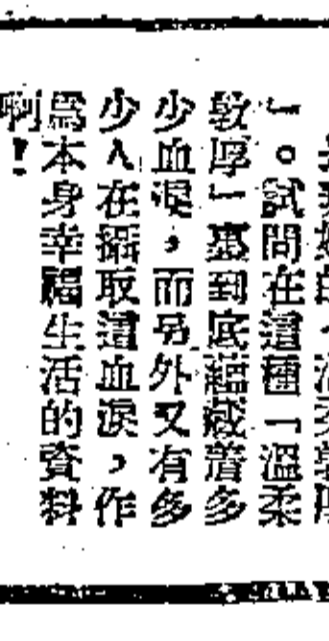 」。試問在這種「溫柔
敦厚」裏到底蘊藏着多
少血淚，而另外又有多
少人在攝取這血淚，作
爲本身幸福生活的資料
啊！